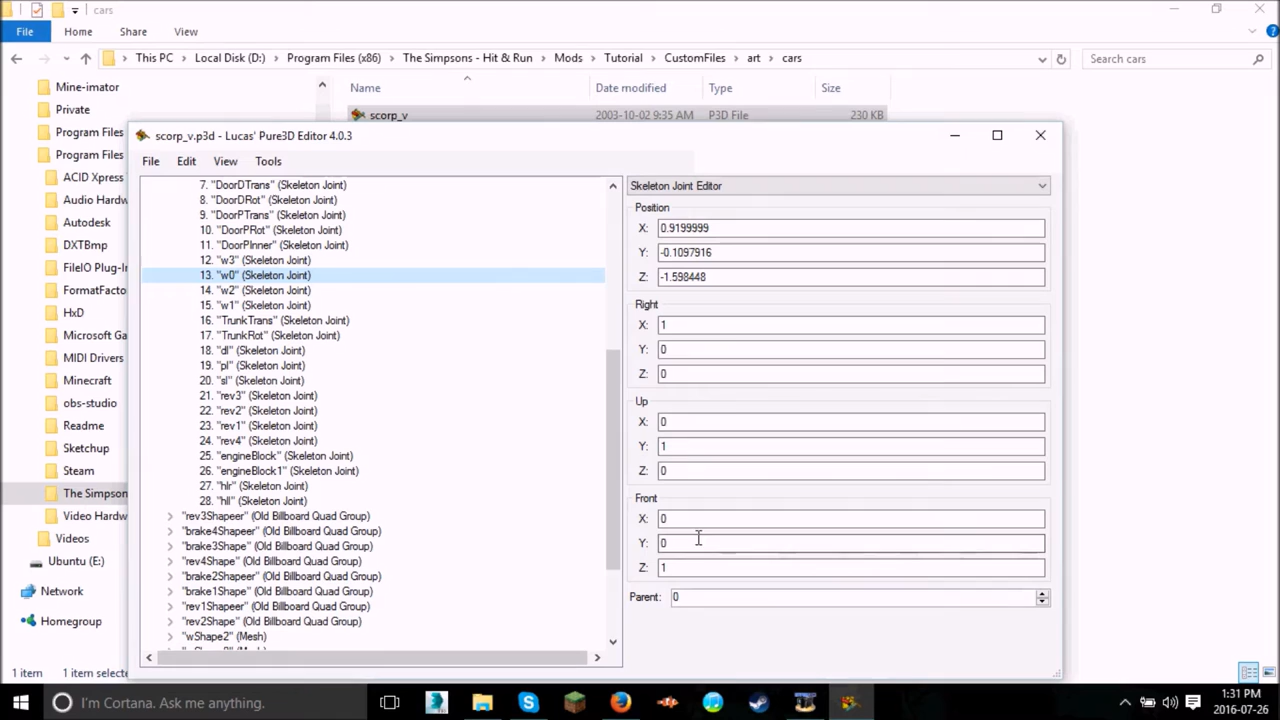 cars
File
Home
Share
View
This PC
Local Disk (D:)
Program Files (x86)
The Simpsons - Hit & Run
Mods
Tutorial
CustomFiles
art
cars
Search cars
Mine-imator
Private
Program Files
Program Files
ACID Xpress
Audio Hardw
Autodesk
DXTBmp
FileIO Plug-In
FormatFacto
HxD
Microsoft Ga
MIDI Drivers
Minecraft
obs-studio
Readme
Sketchup
Steam
The Simpson
Video Hardw
Videos
Ubuntu (E:)
Network
Homegroup
Name
Date modified
Type
Size
scorp_v
2003-10-02 9:35 AM
P3D File
230 KB
scorp_v.p3d - Lucas' Pure3D Editor 4.0.3
File
Edit
View
Tools
7. "DoorDTrans" (Skeleton Joint)
8. "DoorDRot" (Skeleton Joint)
9. "DoorPTrans" (Skeleton Joint)
10. "DoorPRot" (Skeleton Joint)
11. "DoorPInner" (Skeleton Joint)
12. "w3" (Skeleton Joint)
13. "w0" (Skeleton Joint)
14. "w2" (Skeleton Joint)
15. "w1" (Skeleton Joint)
16. "TrunkTrans" (Skeleton Joint)
17. "TrunkRot" (Skeleton Joint)
18. "dl" (Skeleton Joint)
19. "pl" (Skeleton Joint)
20. "sl" (Skeleton Joint)
21. "rev3" (Skeleton Joint)
22. "rev2" (Skeleton Joint)
23. "rev1" (Skeleton Joint)
24. "rev4" (Skeleton Joint)
25. "engineBlock" (Skeleton Joint)
26. "engineBlock1" (Skeleton Joint)
27. "hlr" (Skeleton Joint)
28. "hll" (Skeleton Joint)
"rev3Shapeer" (Old Billboard Quad Group)
"brake4Shapeer" (Old Billboard Quad Group)
"brake3Shape" (Old Billboard Quad Group)
"rev4Shape" (Old Billboard Quad Group)
"brake2Shapeer" (Old Billboard Quad Group)
"brake1Shape" (Old Billboard Quad Group)
"rev1Shapeer" (Old Billboard Quad Group)
"rev2Shape" (Old Billboard Quad Group)
"wShape2" (Mesh)
Skeleton Joint Editor
Position
X: 0.9199999
Y: -0.1097916
Z: -1.598448
Right
X: 1
Y: 0
Z: 0
Up
X: 0
Y: 1
Z: 0
Front
X: 0
Y: 0
Z: 1
Parent: 0
1 item
1 item selecte
I'm Cortana. Ask me anything.
1:31 PM
2016-07-26